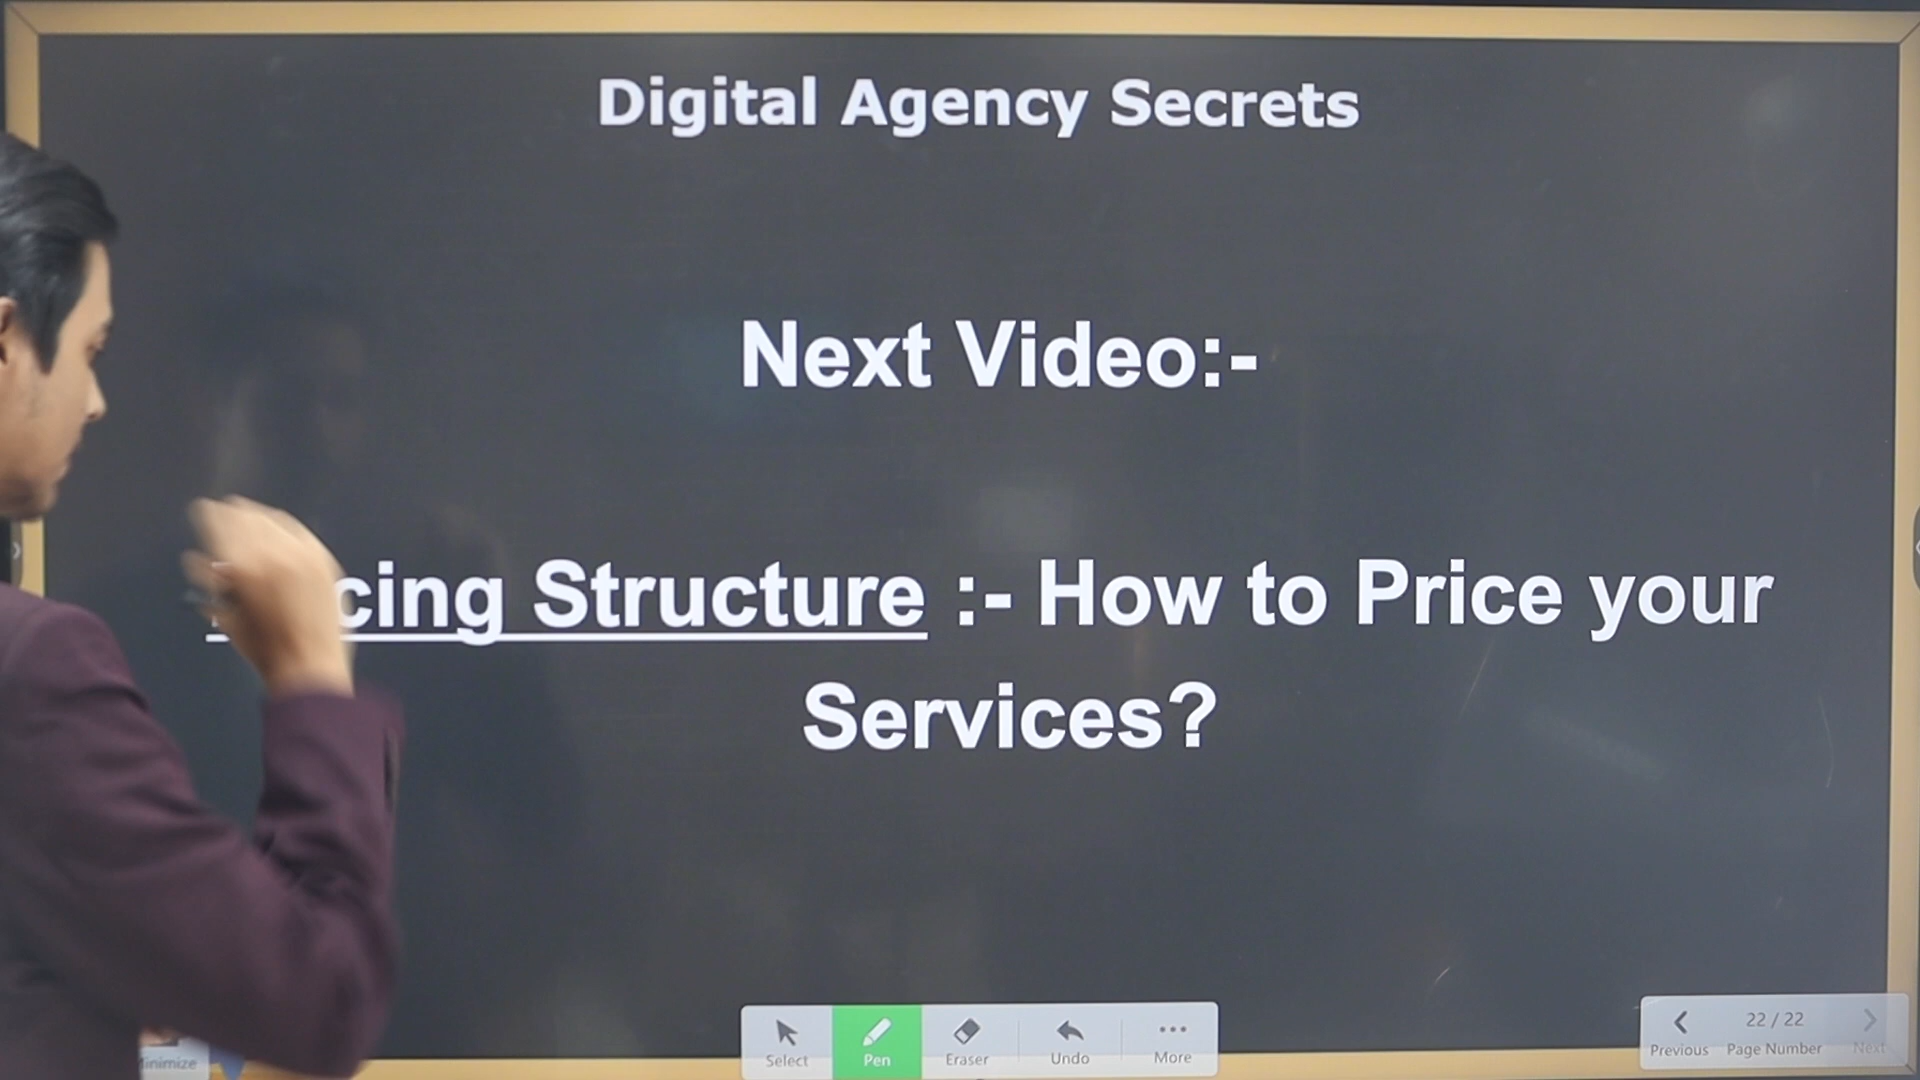 Digital Agency Secrets
Next Video:-
Structure :- How to Price your
Services?
Select
Pen
Eraser
Undo
More
22 / 22
Previous
Page Number
Next